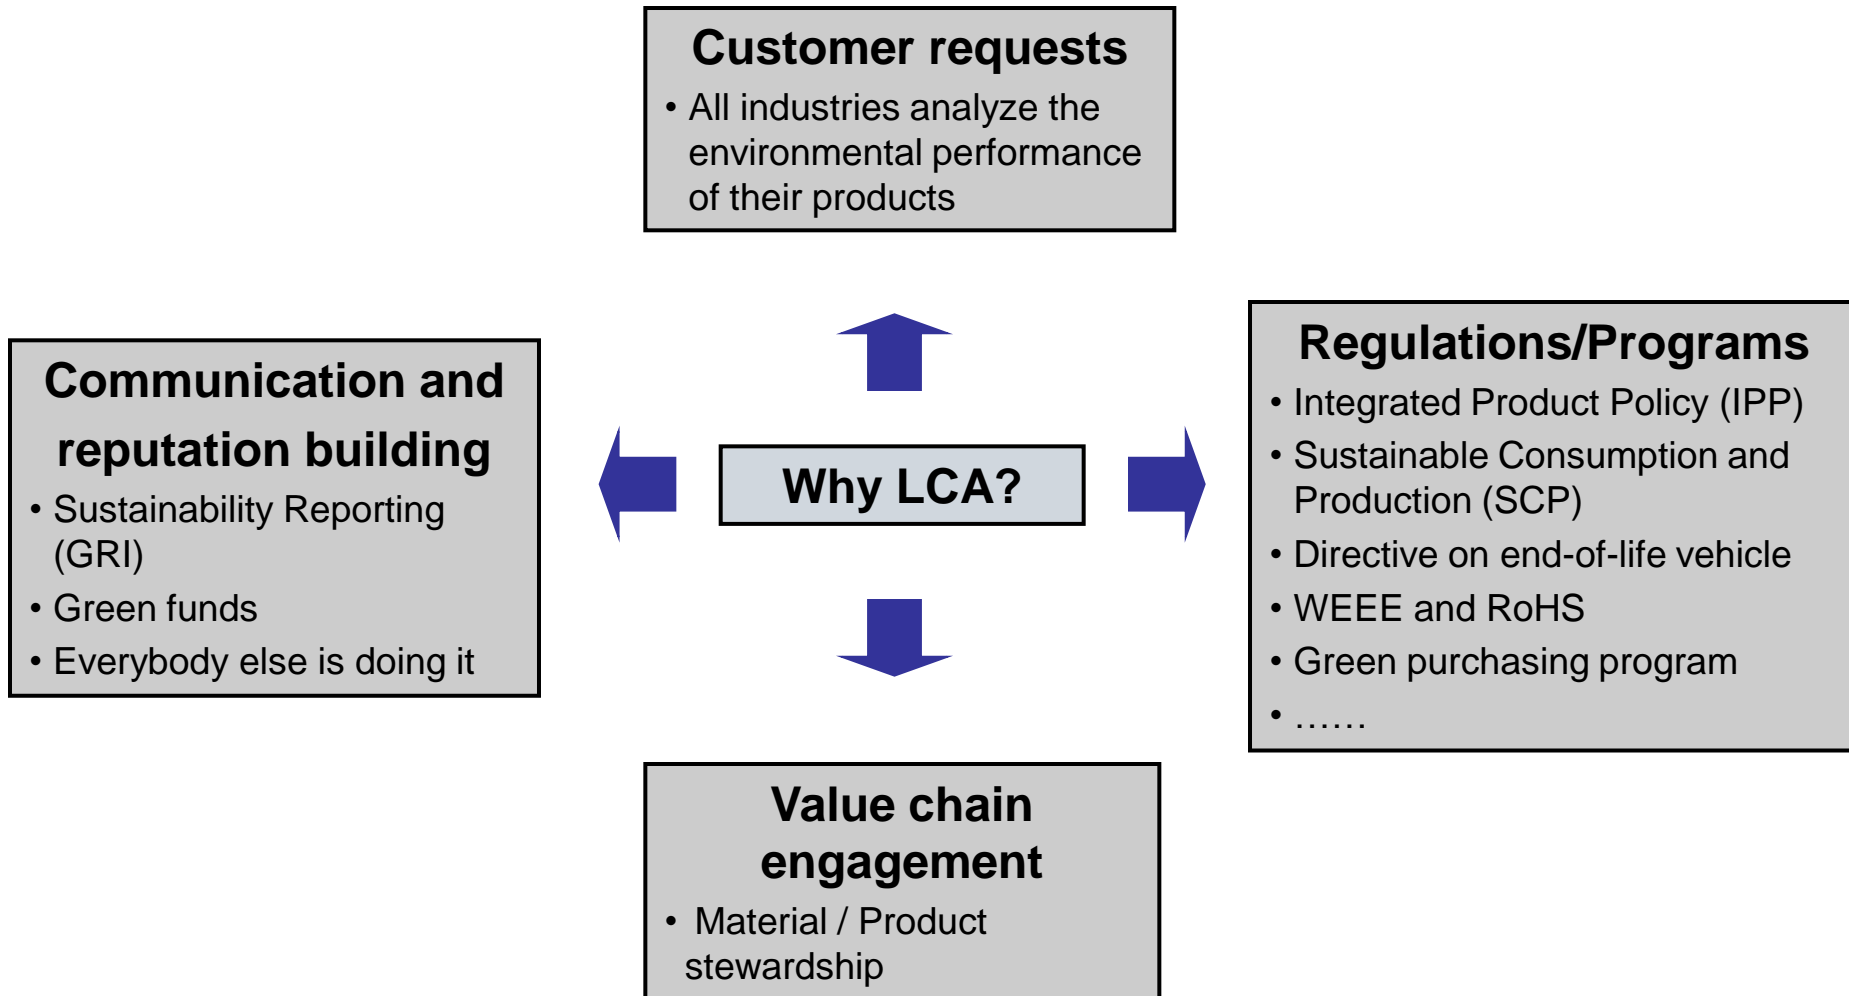 Customer requests
• All industries analyze the
environmental performance
of their products
Communication and
reputation building
• Sustainability Reporting
(GRI)
• Green funds
• Everybody else is doing it
Why LCA?
Regulations/Programs
• Integrated Product Policy (IPP)
• Sustainable Consumption and
Production (SCP)
• Directive on end-of-life vehicle
• WEEE and RoHS
• Green purchasing program
• ……
Value chain
engagement
• Material / Product
stewardship